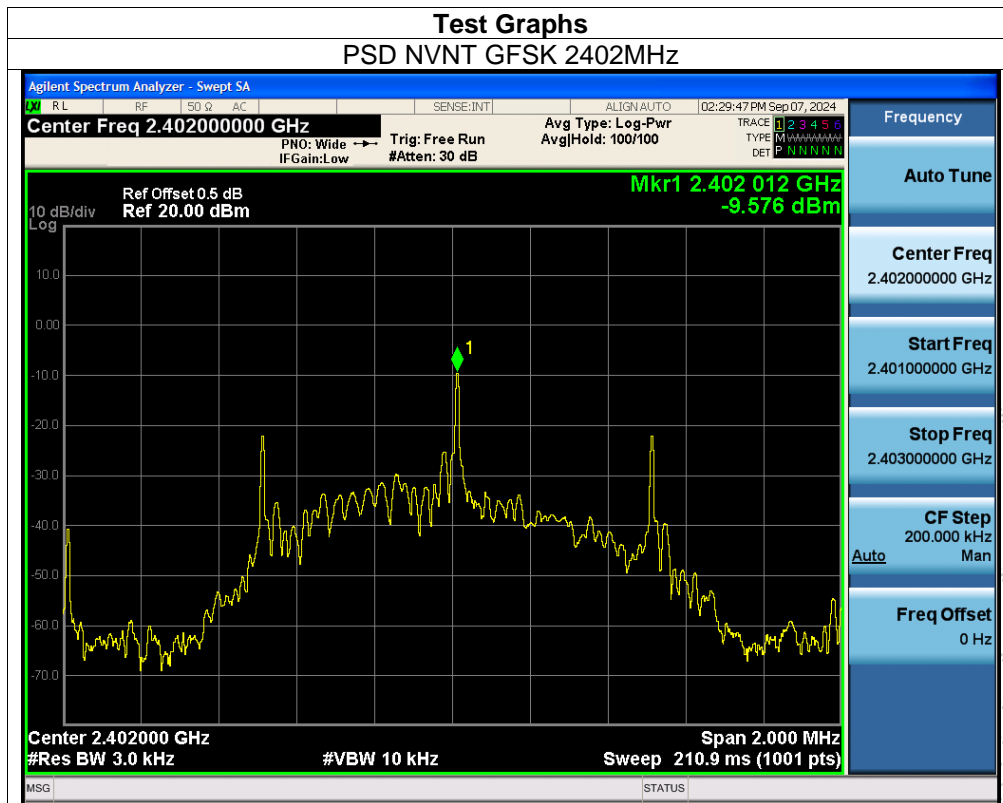 Test Graphs
PSD NVNT GFSK 2402MHz
Agilent Spectrum Analyzer - Swept SA
LXI RL RF 50 Ω AC SENSE:INT ALIGN AUTO 02:29:47 PM Sep 07, 2024
Center Freq 2.402000000 GHz
PNO: Wide
IFGain:Low
Trig: Free Run
#Atten: 30 dB
Avg Type: Log-Pwr
Avg|Hold: 100/100
TRACE 1 2 3 4 5 6
TYPE M WWWWW
DET P N N N N N
Frequency
Auto Tune
Center Freq
2.402000000 GHz
Start Freq
2.401000000 GHz
Stop Freq
2.403000000 GHz
CF Step
200.000 kHz
Auto Man
Freq Offset
0 Hz
Mkr1 2.402 012 GHz
-9.576 dBm
Ref Offset 0.5 dB
10 dB/div Ref 20.00 dBm
Log
10.0
0.00
-10.0
-20.0
-30.0
-40.0
-50.0
-60.0
-70.0
1
Center 2.402000 GHz Span 2.000 MHz
#Res BW 3.0 kHz #VBW 10 kHz Sweep 210.9 ms (1001 pts)
MSG STATUS